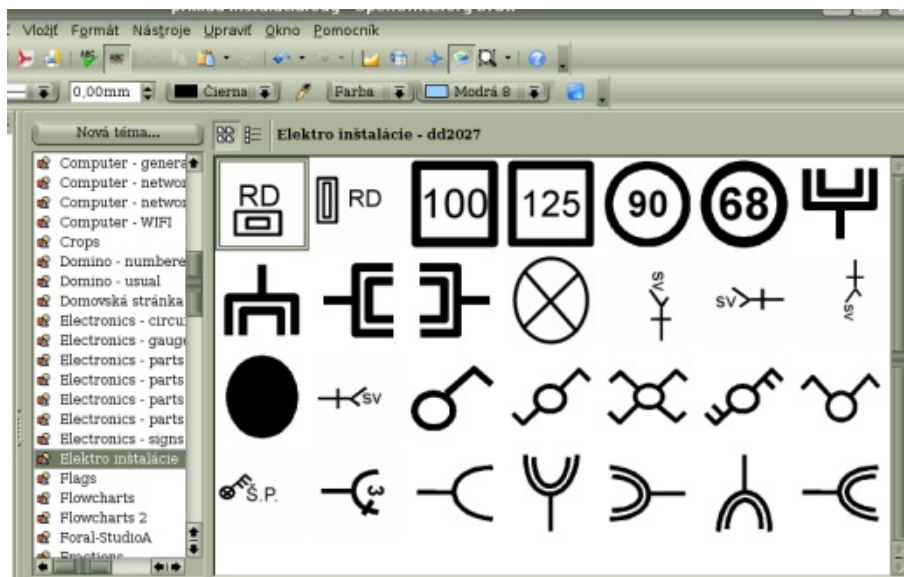 Vložiť Formát Nástroje Upraviť Okno Pomocník
0,00mm Čierna Farba Modrá 8
Nová téma... Elektro inštalácie - dd2027
Computer - genera
Computer - networ
Computer - networ
Computer - WIFI
Crops
Domino - numbere
Domino - usual
Domovská stránka
Electronics - circu
Electronics - gauge
Electronics - parts
Electronics - parts
Electronics - parts
Electronics - parts
Electronics - signs
Elektro inštalácie
Flags
Flowcharts
Flowcharts 2
Foral-StudioA
RD RD 100 125 90 68
sv sv sv
sv
Š.P. 3